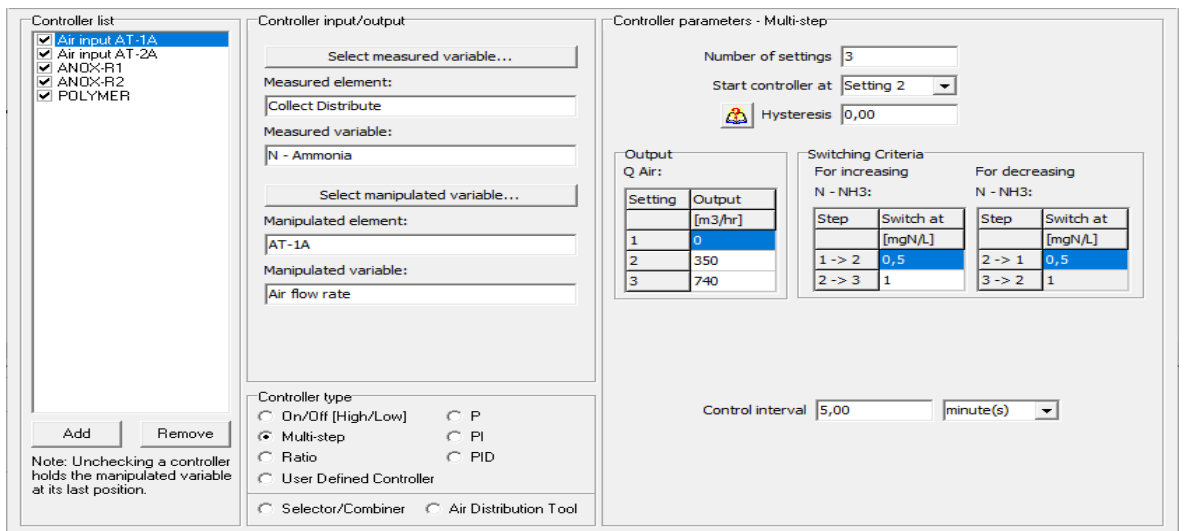 Controller list
Air input AT-1A
Air input AT-2A
ANOX-R1
ANOX-R2
POLYMER
Add Remove
Note: Unchecking a controller
holds the manipulated variable
at its last position.
Controller input/output
Select measured variable...
Measured element:
Collect Distribute
Measured variable:
N - Ammonia
Select manipulated variable...
Manipulated element:
AT-1A
Manipulated variable:
Air flow rate
Controller type
On/Off [High/Low] P
Multi-step PI
Ratio PID
User Defined Controller
Selector/Combiner Air Distribution Tool
Controller parameters - Multi-step
Number of settings 3
Start controller at Setting 2
Hysteresis 0,00
Output
Q Air:
Setting Output
[m3/hr]
1 0
2 350
3 740
Switching Criteria
For increasing For decreasing
N - NH3: N - NH3:
Step Switch at Step Switch at
[mgN/L] [mgN/L]
1 -> 2 0,5 2 -> 1 0,5
2 -> 3 1 3 -> 2 1
Control interval 5,00 minute(s)